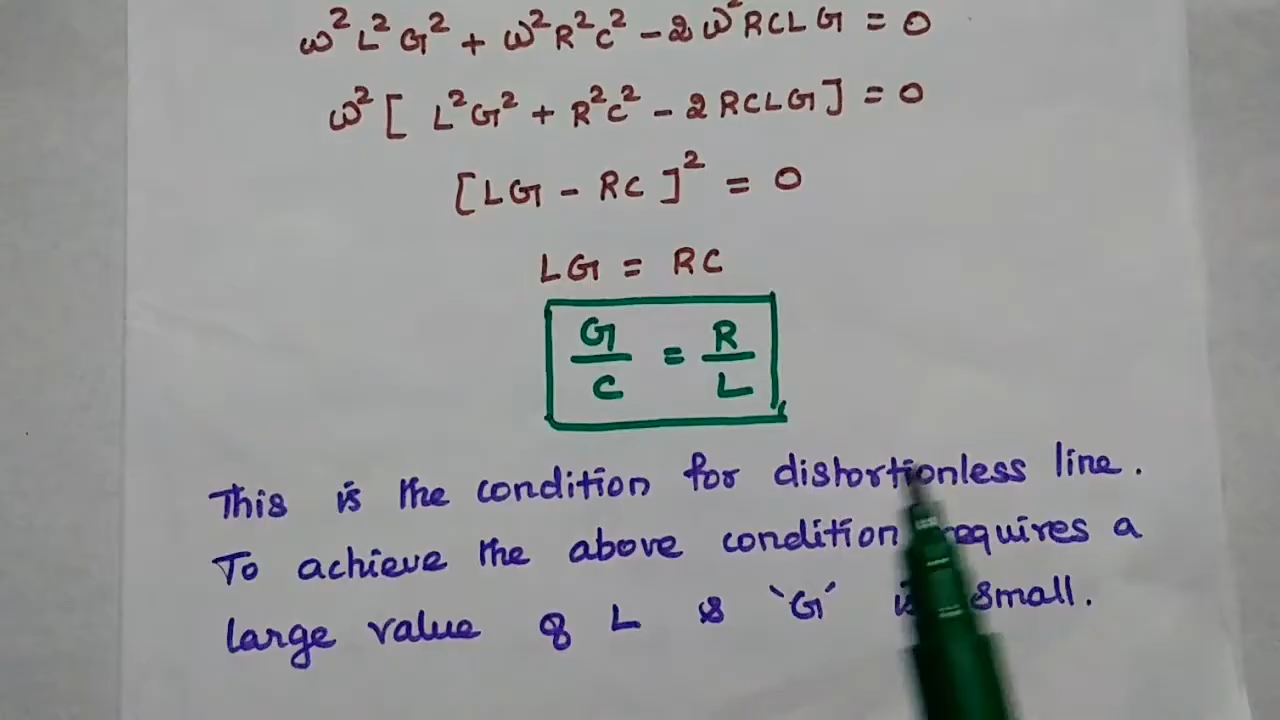 ω²L²G² + ω²R²C² - 2ω²RCLG = 0
ω² [ L²G² + R²C² - 2RCLG ] = 0
[LG - RC]² = 0
LG = RC
G/C = R/L
This is the condition for distortionless line.
To achieve the above condition requires a
large value of L & 'G' is small.